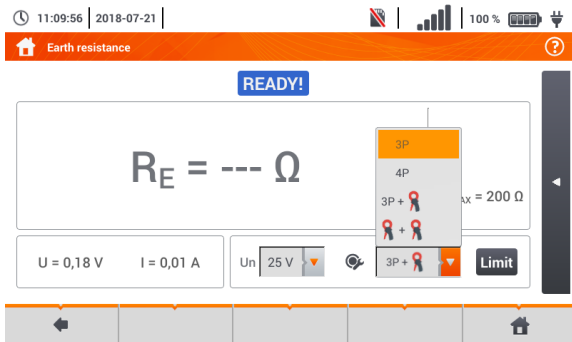 11:09:56 2018-07-21 100 %
Earth resistance
READY!
RE = --- Ω
3P
4P
3P +
+
AX = 200 Ω
U = 0,18 V I = 0,01 A Un 25 V 3P + Limit